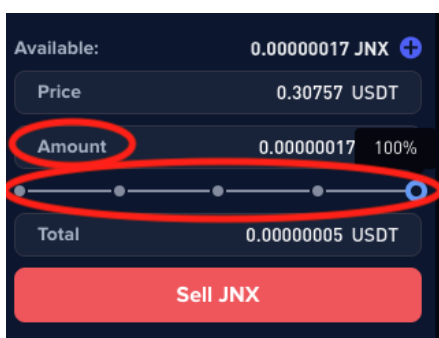 Available: 0.00000017 JNX
Price 0.30757 USDT
Amount 0.00000017 100%
Total 0.00000005 USDT
Sell JNX